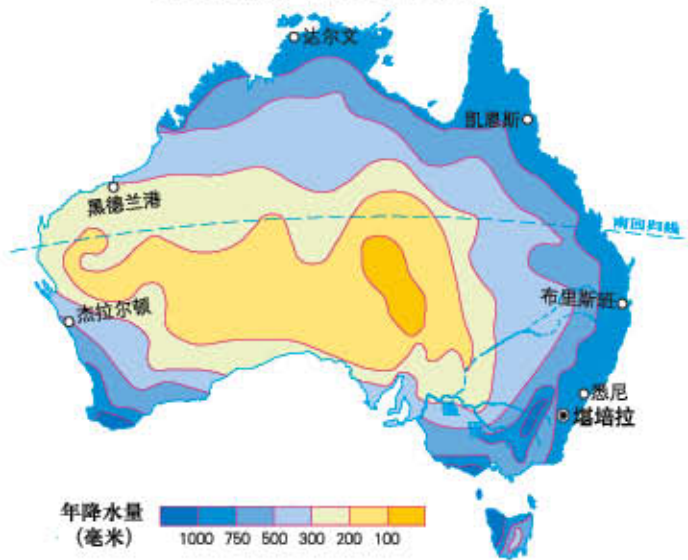 达尔文
凯恩斯
黑德兰港
南回归线
杰拉尔顿
布里斯班
悉尼
堪培拉
年降水量
(毫米)
1000 750 500 300 200 100